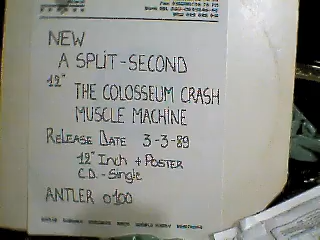 NEW
A SPLIT-SECOND
12"
THE COLOSSEUM CRASH
MUSCLE MACHINE
RELEASE DATE 3-3-89
12" Inch + POSTER
C.D.-Single
ANTLER 0100